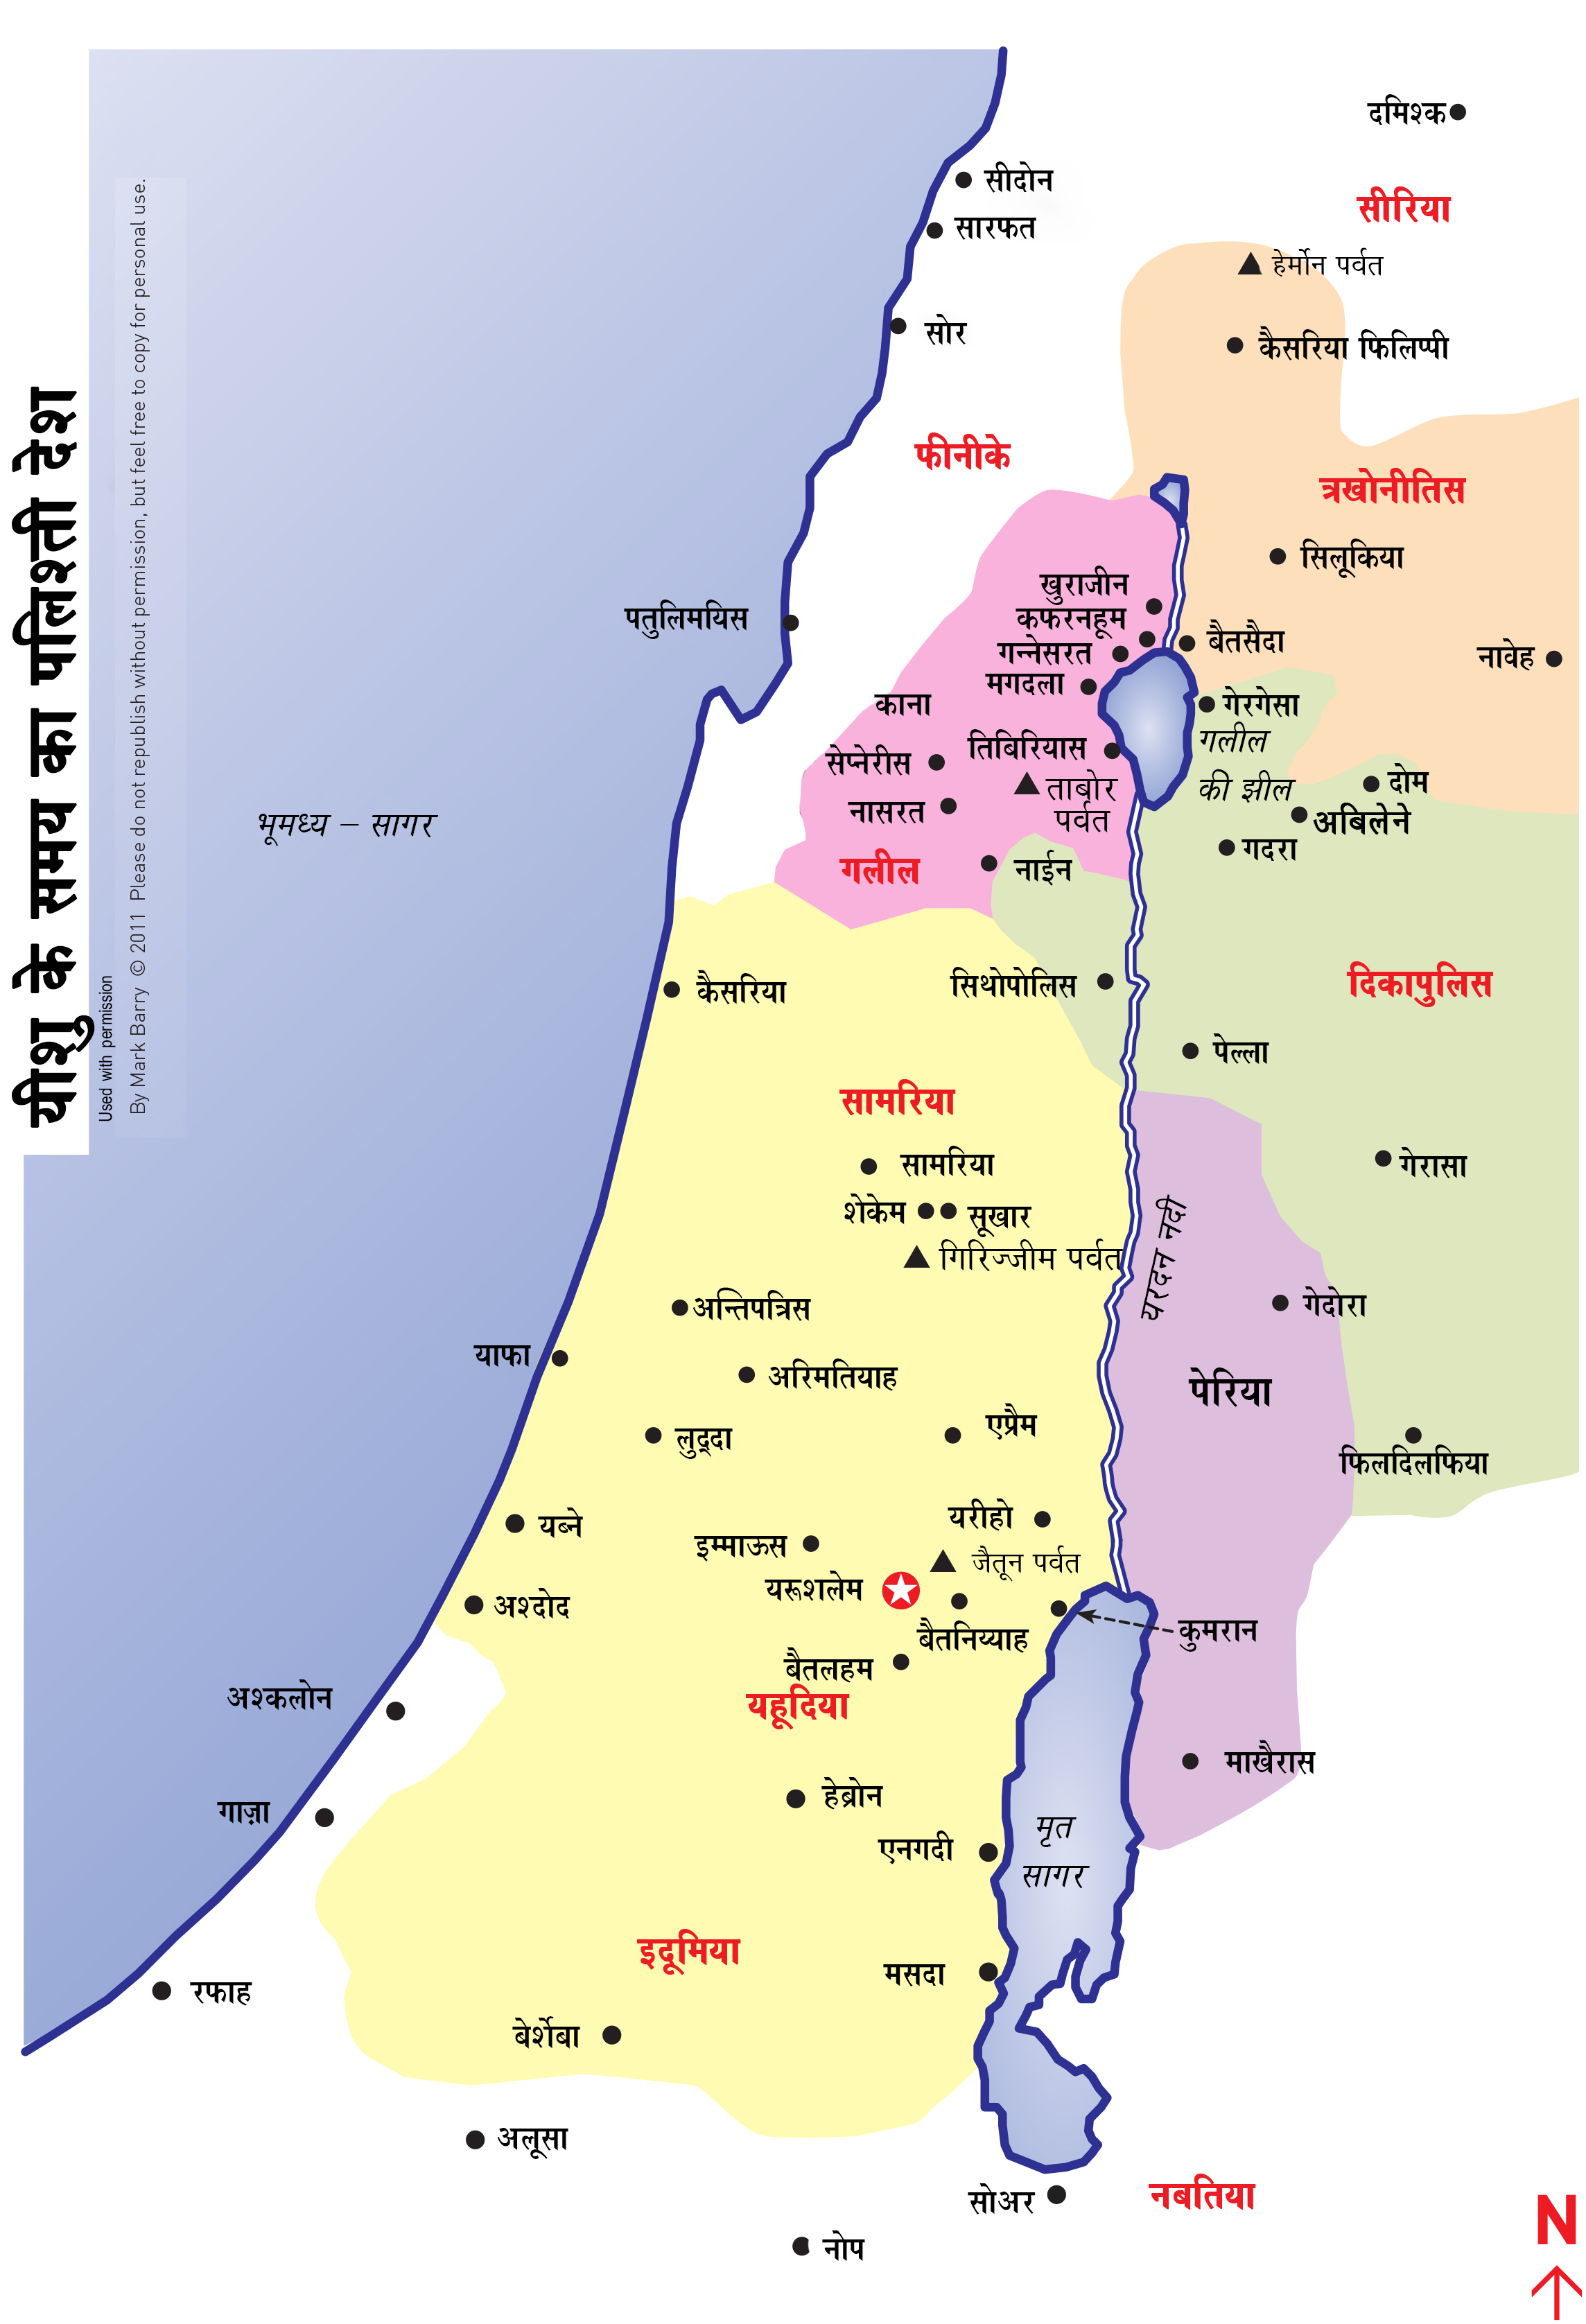 यीशु के समय का पलिश्ती देश
Used with permission
By Mark Barry © 2011 Please do not republish without permission, but feel free to copy for personal use.
दमिश्क
सीदोन
सीरिया
सारफत
हेर्मोन पर्वत
सोर
कैसरिया फिलिप्पी
फीनीके
त्रखोनीतिस
सिलूकिया
खुराजीन
पतुलिमयिस
कफरनहूम
बैतसैदा
गन्नेसरत
नावेह
मगदला
काना
गेरगेसा
गलील
की झील
तिबिरियास
सेप्नेरीस
ताबोर
पर्वत
दोम
नासरत
अबिलेने
गदरा
भूमध्य – सागर
गलील
नाईन
कैसरिया
सिथोपोलिस
दिकापुलिस
पेल्ला
सामरिया
सामरिया
गेरासा
शेकेम
सूखार
गिरिज्जीम पर्वत
यरदन नदी
अन्तिपत्रिस
गेदोरा
याफा
अरिमतियाह
पेरिया
लुद्दा
एप्रैम
फिलदिलफिया
यब्ने
यरीहो
इम्माऊस
जैतून पर्वत
यरूशलेम
अश्दोद
बैतनिय्याह
कुमरान
बैतलहम
अश्कलोन
यहूदिया
माखैरास
हेब्रोन
गाज़ा
मृत
सागर
एनगदी
इदूमिया
मसदा
रफाह
बेर्शेबा
अलूसा
सोअर
नबतिया
नोप
N